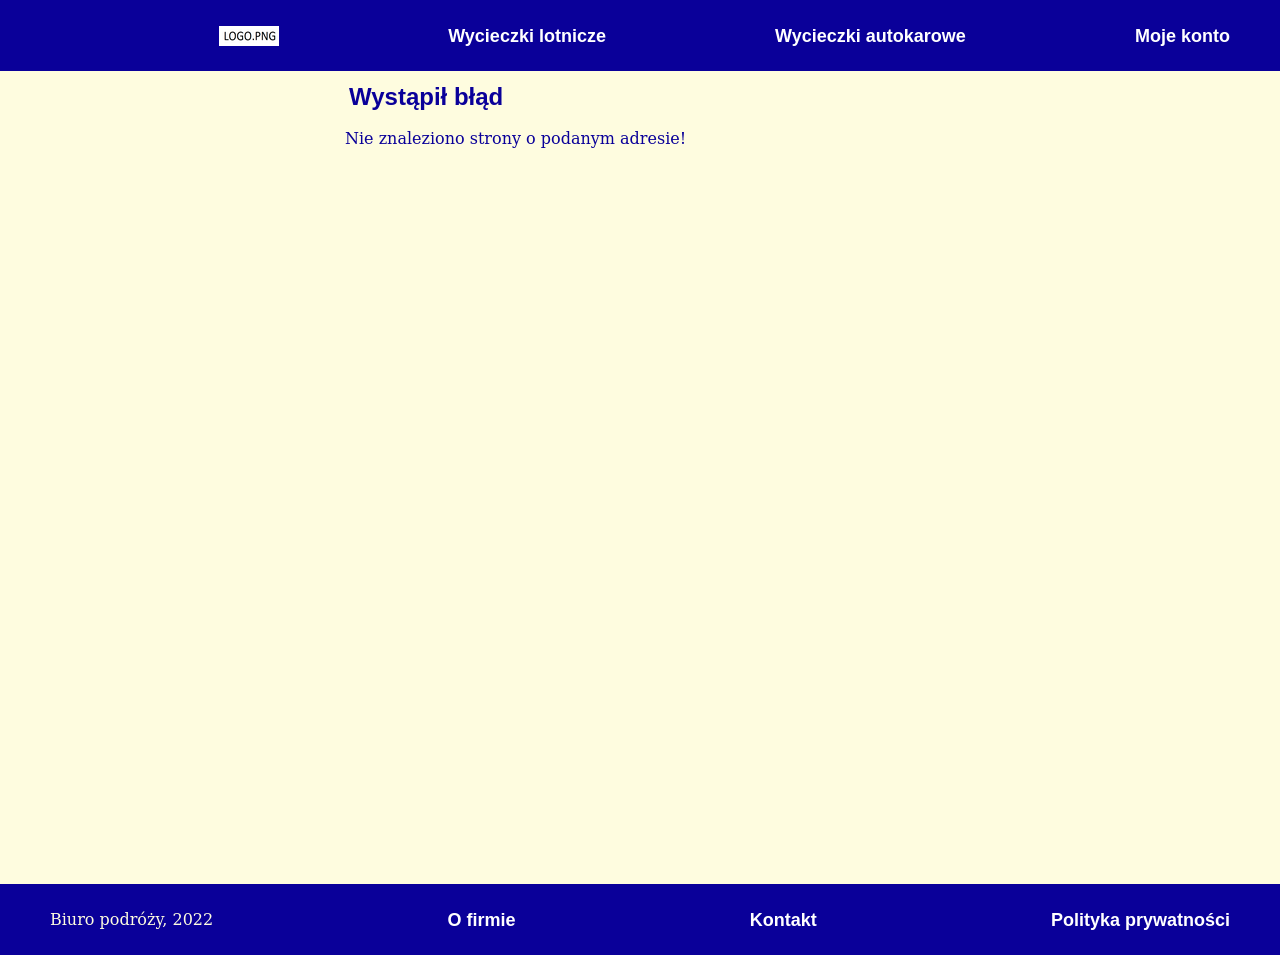 LOGO.PNG
Wycieczki lotnicze
Wycieczki autokarowe
Moje konto
Wystąpił błąd
Nie znaleziono strony o podanym adresie!
Biuro podróży, 2022
O firmie
Kontakt
Polityka prywatności